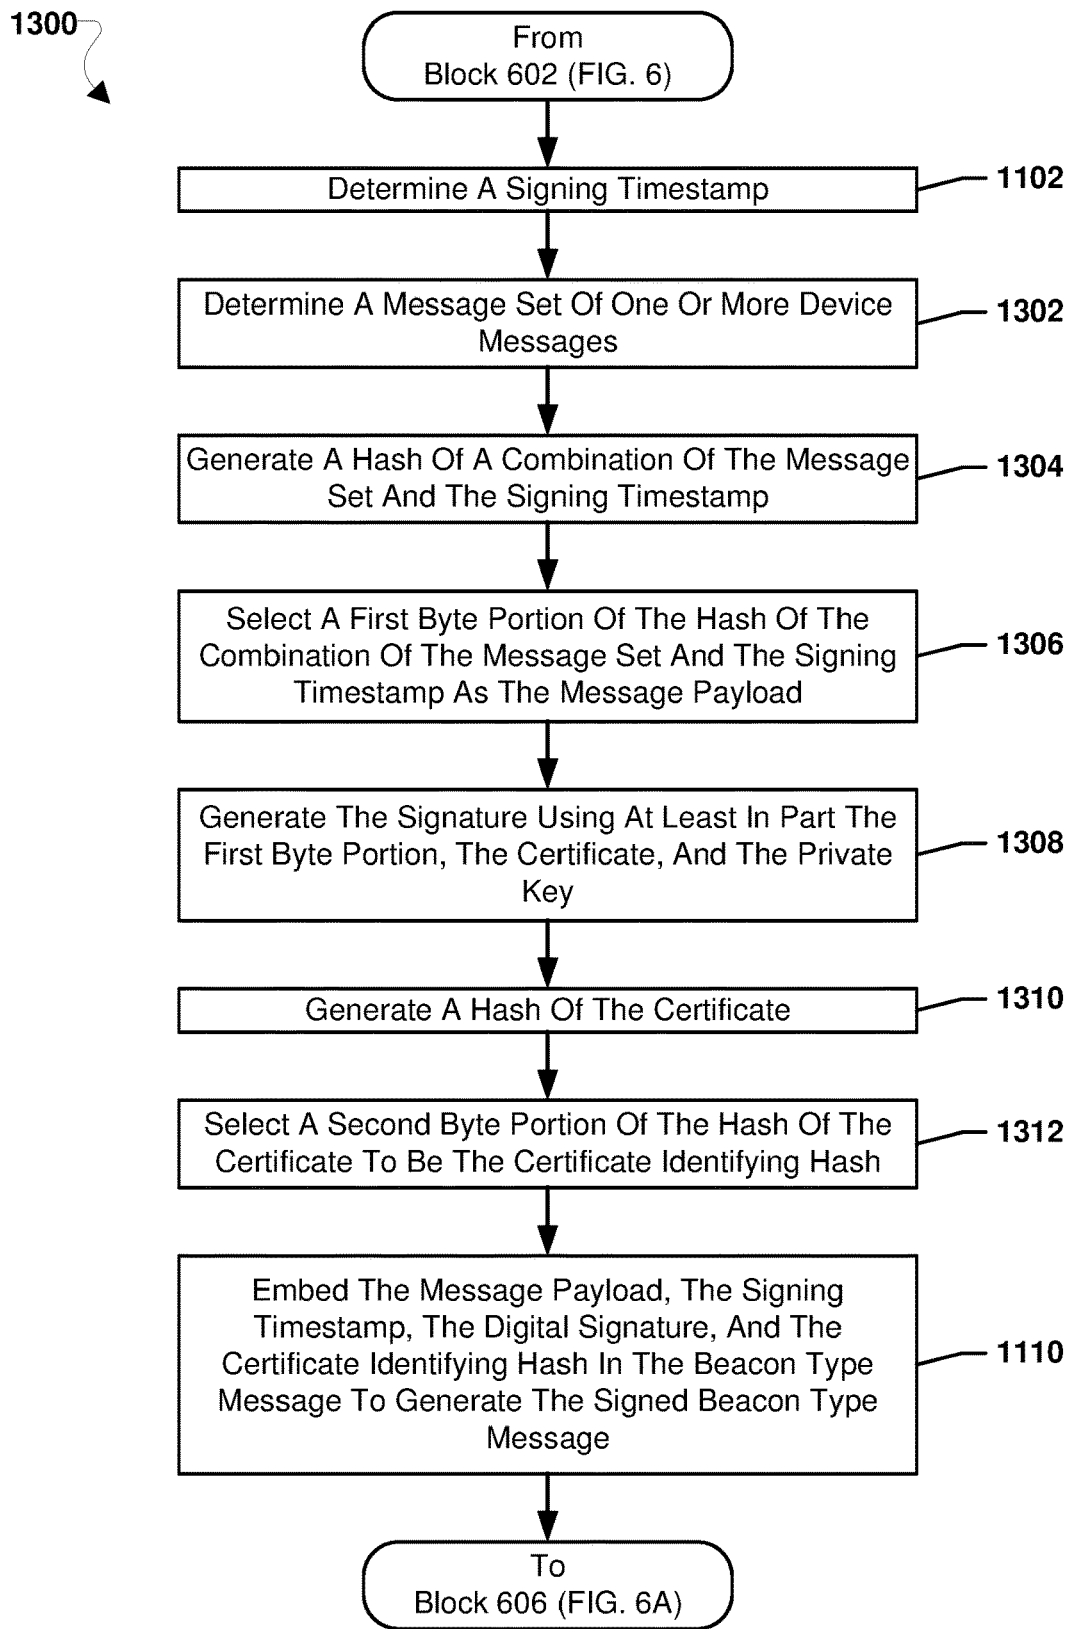 1300
From
Block 602 (FIG. 6)
Determine A Signing Timestamp
1102
Determine A Message Set Of One Or More Device
Messages
1302
Generate A Hash Of A Combination Of The Message
Set And The Signing Timestamp
1304
Select A First Byte Portion Of The Hash Of The
Combination Of The Message Set And The Signing
Timestamp As The Message Payload
1306
Generate The Signature Using At Least In Part The
First Byte Portion, The Certificate, And The Private
Key
1308
Generate A Hash Of The Certificate
1310
Select A Second Byte Portion Of The Hash Of The
Certificate To Be The Certificate Identifying Hash
1312
Embed The Message Payload, The Signing
Timestamp, The Digital Signature, And The
Certificate Identifying Hash In The Beacon Type
Message To Generate The Signed Beacon Type
Message
1110
To
Block 606 (FIG. 6A)